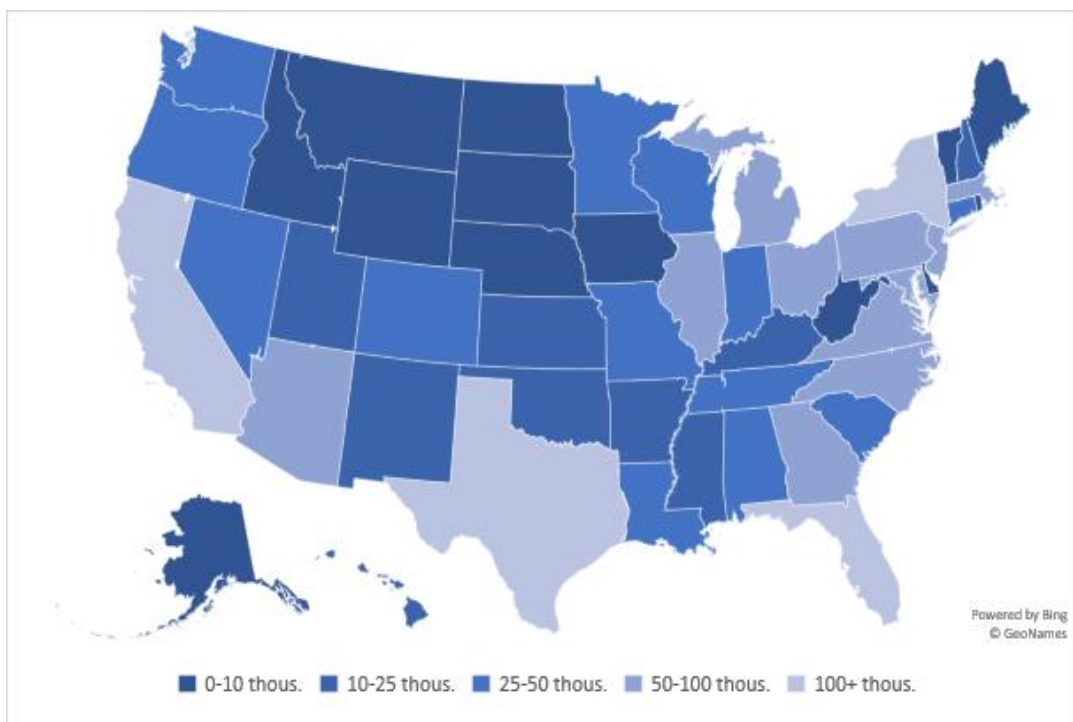 Powered by Bing
© GeoNames
0-10 thous. 10-25 thous. 25-50 thous. 50-100 thous. 100+ thous.